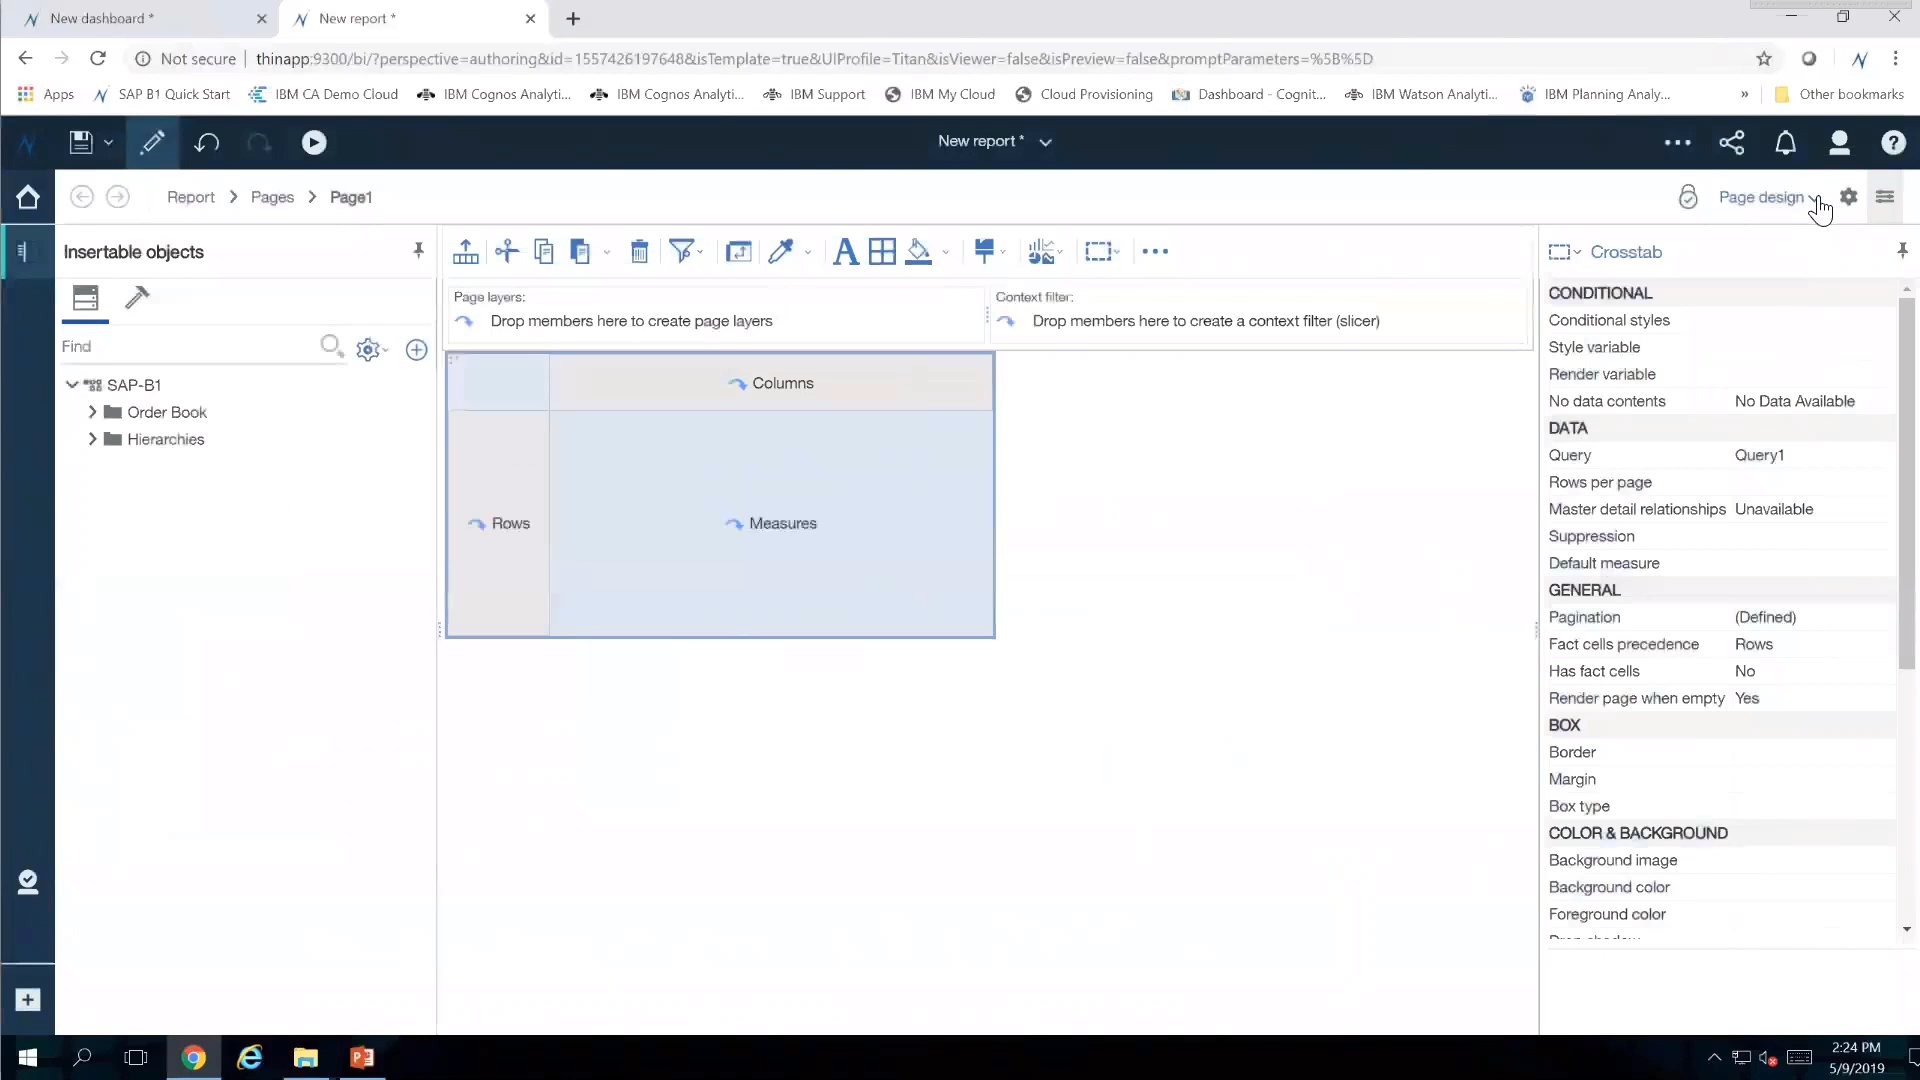 New dashboard *
New report *
Not secure
thinapp:9300/bi/?perspective=authoring&id=1557426197648&isTemplate=true&UIProfile=Titan&isViewer=false&isPreview=false&promptParameters=%5B%5D
Apps
SAP B1 Quick Start
IBM CA Demo Cloud
IBM Cognos Analyti...
IBM Cognos Analyti...
IBM Support
IBM My Cloud
Cloud Provisioning
Dashboard - Cognit...
IBM Watson Analyti...
IBM Planning Analy...
»
Other bookmarks
New report *
Report
Pages
Page1
Page design
Insertable objects
Find
SAP-B1
Order Book
Hierarchies
Page layers:
Drop members here to create page layers
Context filter:
Drop members here to create a context filter (slicer)
Columns
Rows
Measures
Crosstab
CONDITIONAL
Conditional styles
Style variable
Render variable
No data contents No Data Available
DATA
Query Query1
Rows per page
Master detail relationships Unavailable
Suppression
Default measure
GENERAL
Pagination (Defined)
Fact cells precedence Rows
Has fact cells No
Render page when empty Yes
BOX
Border
Margin
Box type
COLOR & BACKGROUND
Background image
Background color
Foreground color
2:24 PM
5/9/2019